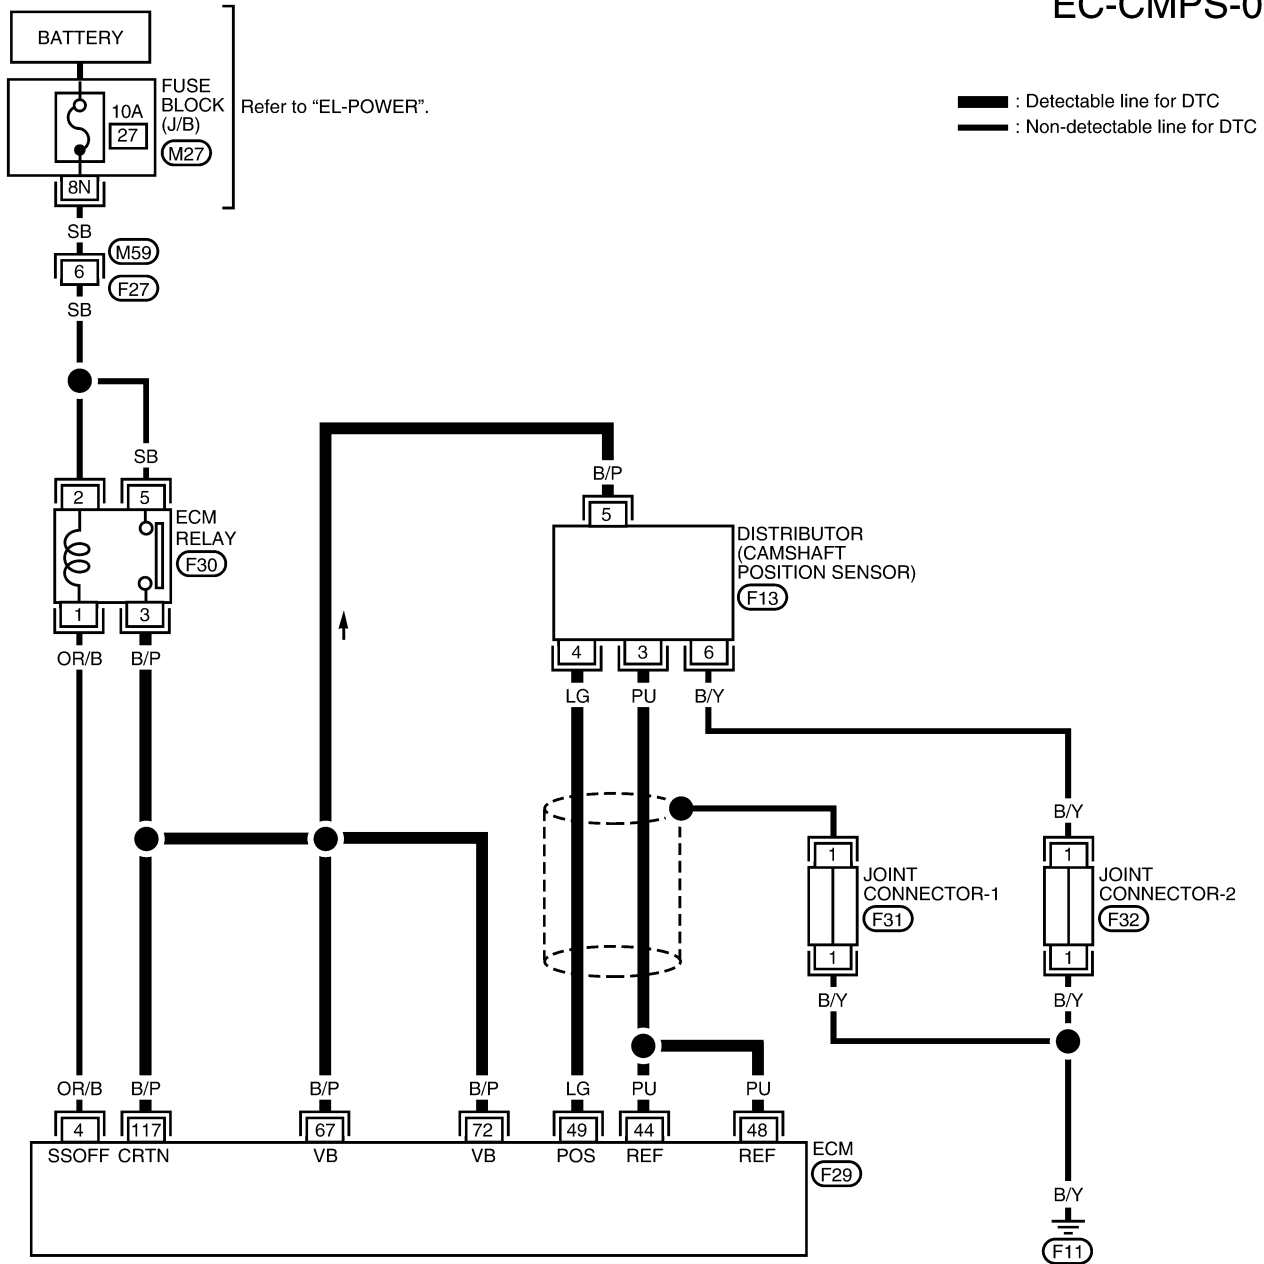 EC-CMPS-0
BATTERY
FUSE
BLOCK
(J/B)
M27
10A
27
8N
Refer to “EL-POWER”.
: Detectable line for DTC
: Non-detectable line for DTC
SB
M59
6
F27
SB
SB
2
5
ECM
RELAY
F30
1
3
OR/B
B/P
B/P
5
DISTRIBUTOR
(CAMSHAFT
POSITION SENSOR)
F13
4
3
6
LG
PU
B/Y
B/Y
1
1
JOINT
CONNECTOR-1
F31
JOINT
CONNECTOR-2
F32
1
1
B/Y
B/Y
OR/B
B/P
B/P
B/P
LG
PU
PU
4
117
67
72
49
44
48
SSOFF
CRTN
VB
VB
POS
REF
REF
ECM
F29
B/Y
F11